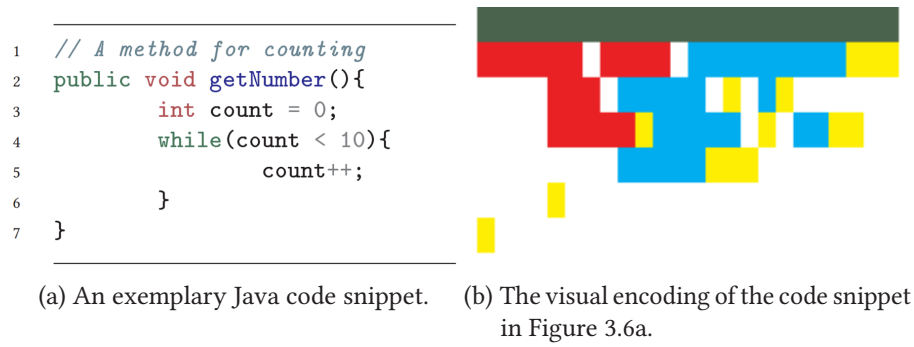 1 // A method for counting
2 public void getNumber(){
3 int count = 0;
4 while(count < 10){
5 count++;
6 }
7 }
(a) An exemplary Java code snippet.
(b) The visual encoding of the code snippet
in Figure 3.6a.